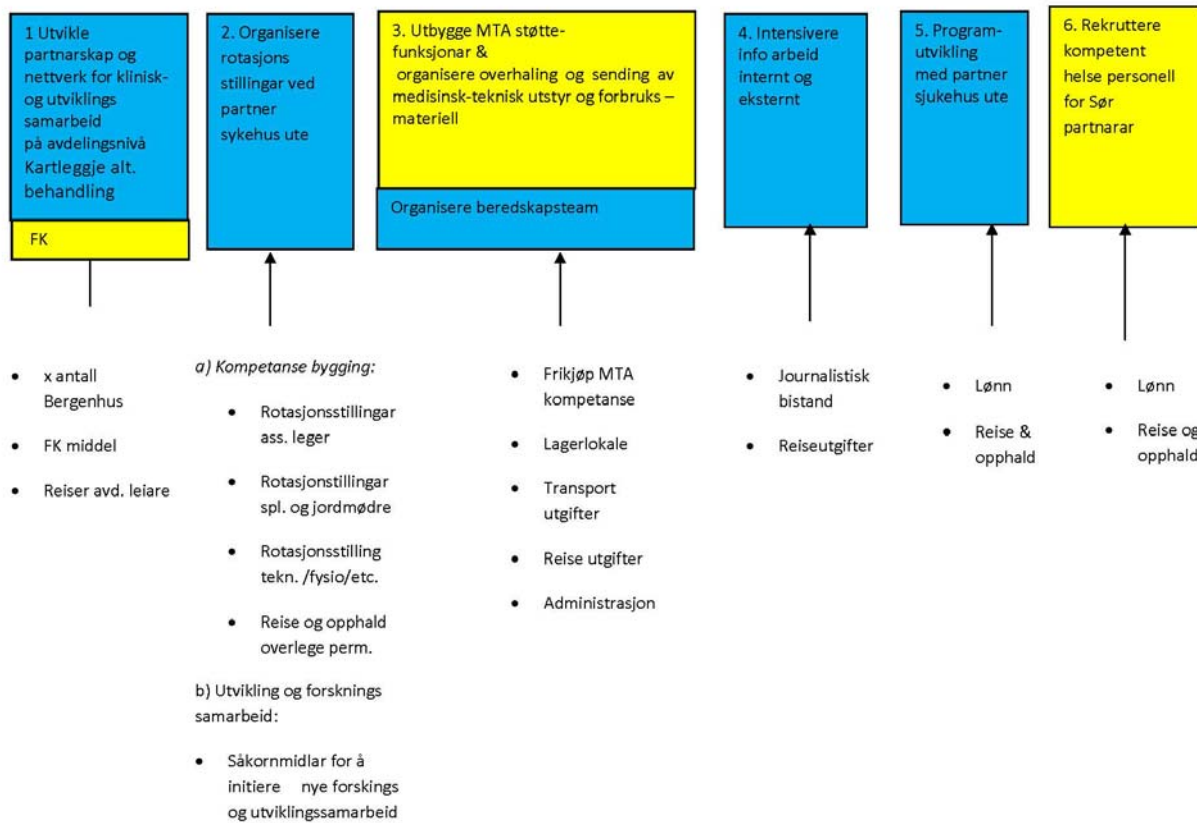 1 Utvikle
partnarskap og
nettverk for klinisk-
og utviklings
samarbeid
på avdelingsnivå
Kartleggje alt.
behandling
FK
2. Organisere
rotasjons
stillingar ved
partner
sykehus ute
3. Utbygge MTA støtte-
funksjonar &
organisere overhaling og sending av
medisinsk-teknisk utstyr og forbruks –
materiell
Organisere beredskapsteam
4. Intensivere
info arbeid
internt og
eksternt
5. Program-
utvikling
med partner
sjukehus ute
6. Rekruttere
kompetent
helse personell
for Sør
partnarar
• x antall
Bergenhus
• FK middel
• Reiser avd. leiare
a) Kompetanse bygging:
• Rotasjonsstillingar
ass. leger
• Rotasjonsstillingar
spl. og jordmødre
• Rotasjonsstilling
tekn. /fysio/etc.
• Reise og opphald
overlege perm.
b) Utvikling og forsknings
samarbeid:
• Såkornmidlar for å
initiere nye forskings
og utviklingssamarbeid
• Frikjøp MTA
kompetanse
• Lagerlokale
• Transport
utgifter
• Reise utgifter
• Administrasjon
• Journalistisk
bistand
• Reiseutgifter
• Lønn
• Reise &
opphald
• Lønn
• Reise og
opphald